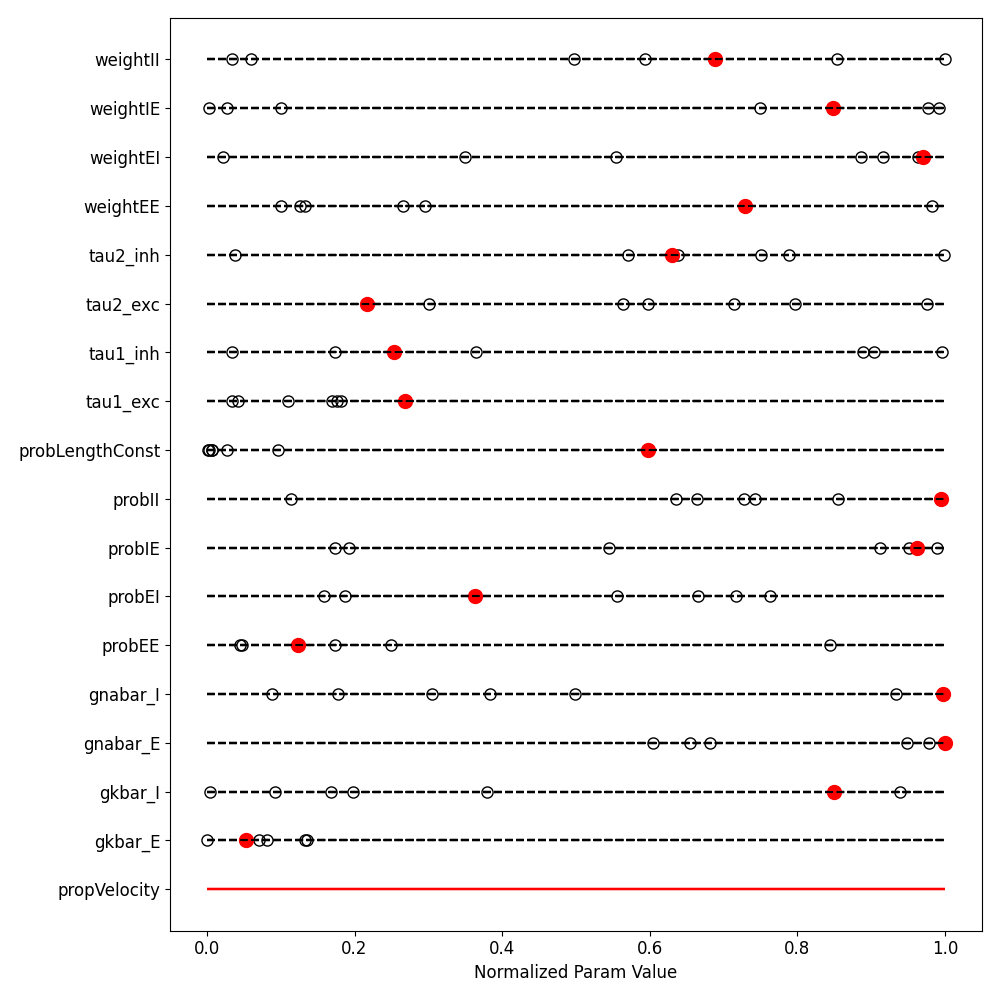 weightII
weightIE
weightEI
weightEE
tau2_inh
tau2_exc
tau1_inh
tau1_exc
probLengthConst
probII
probIE
probEI
probEE
gnabar_I
gnabar_E
gkbar_I
gkbar_E
propVelocity
0.0 0.2 0.4 0.6 0.8 1.0
Normalized Param Value